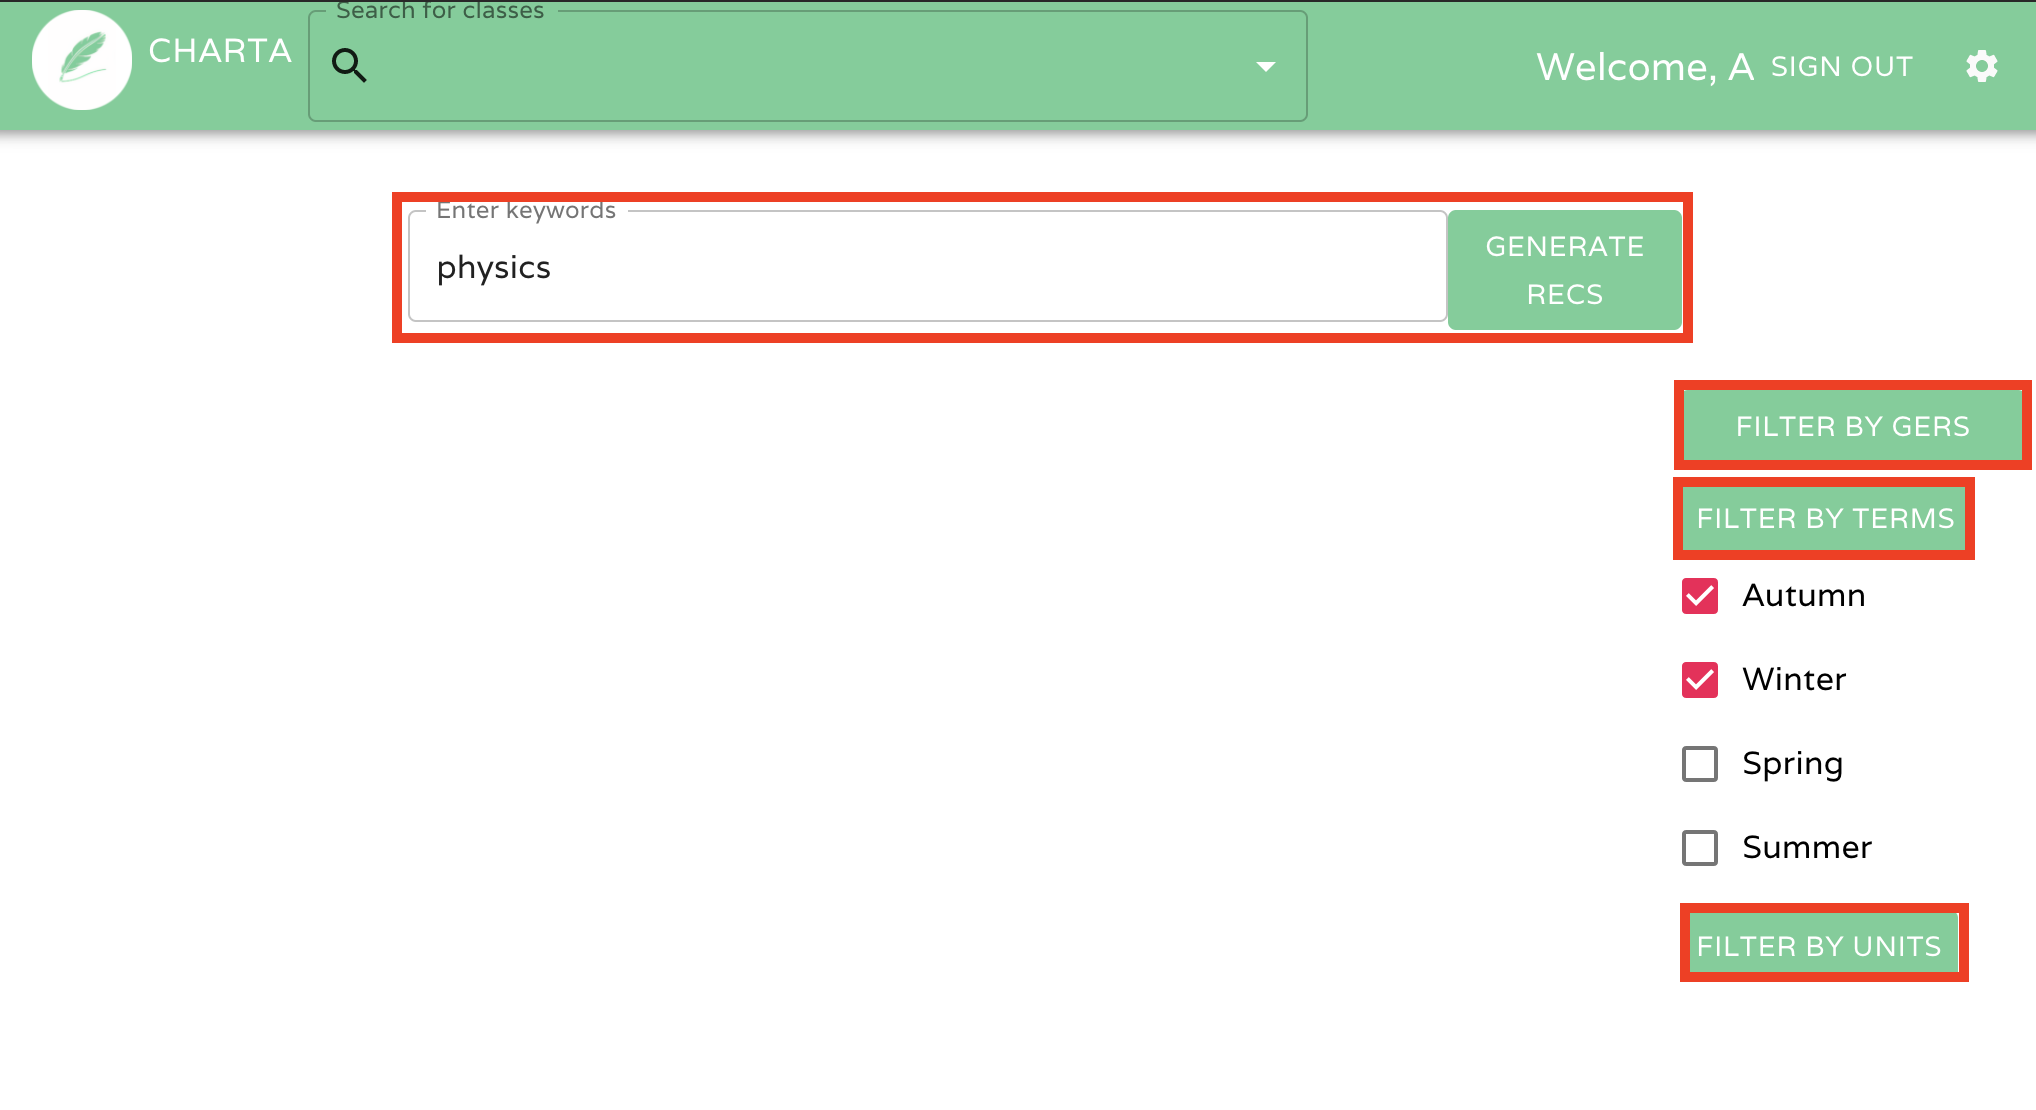 Search for classes
CHARTA
Welcome, A SIGN OUT
Enter keywords
physics
GENERATE
RECS
FILTER BY GERS
FILTER BY TERMS
Autumn
Winter
Spring
Summer
FILTER BY UNITS